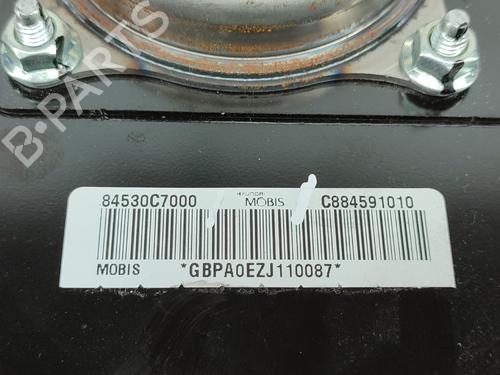 B-PARTS
84530C7000 HYUNDAI MOBIS C884591010
MOBIS *GBPA0EZJ110087*